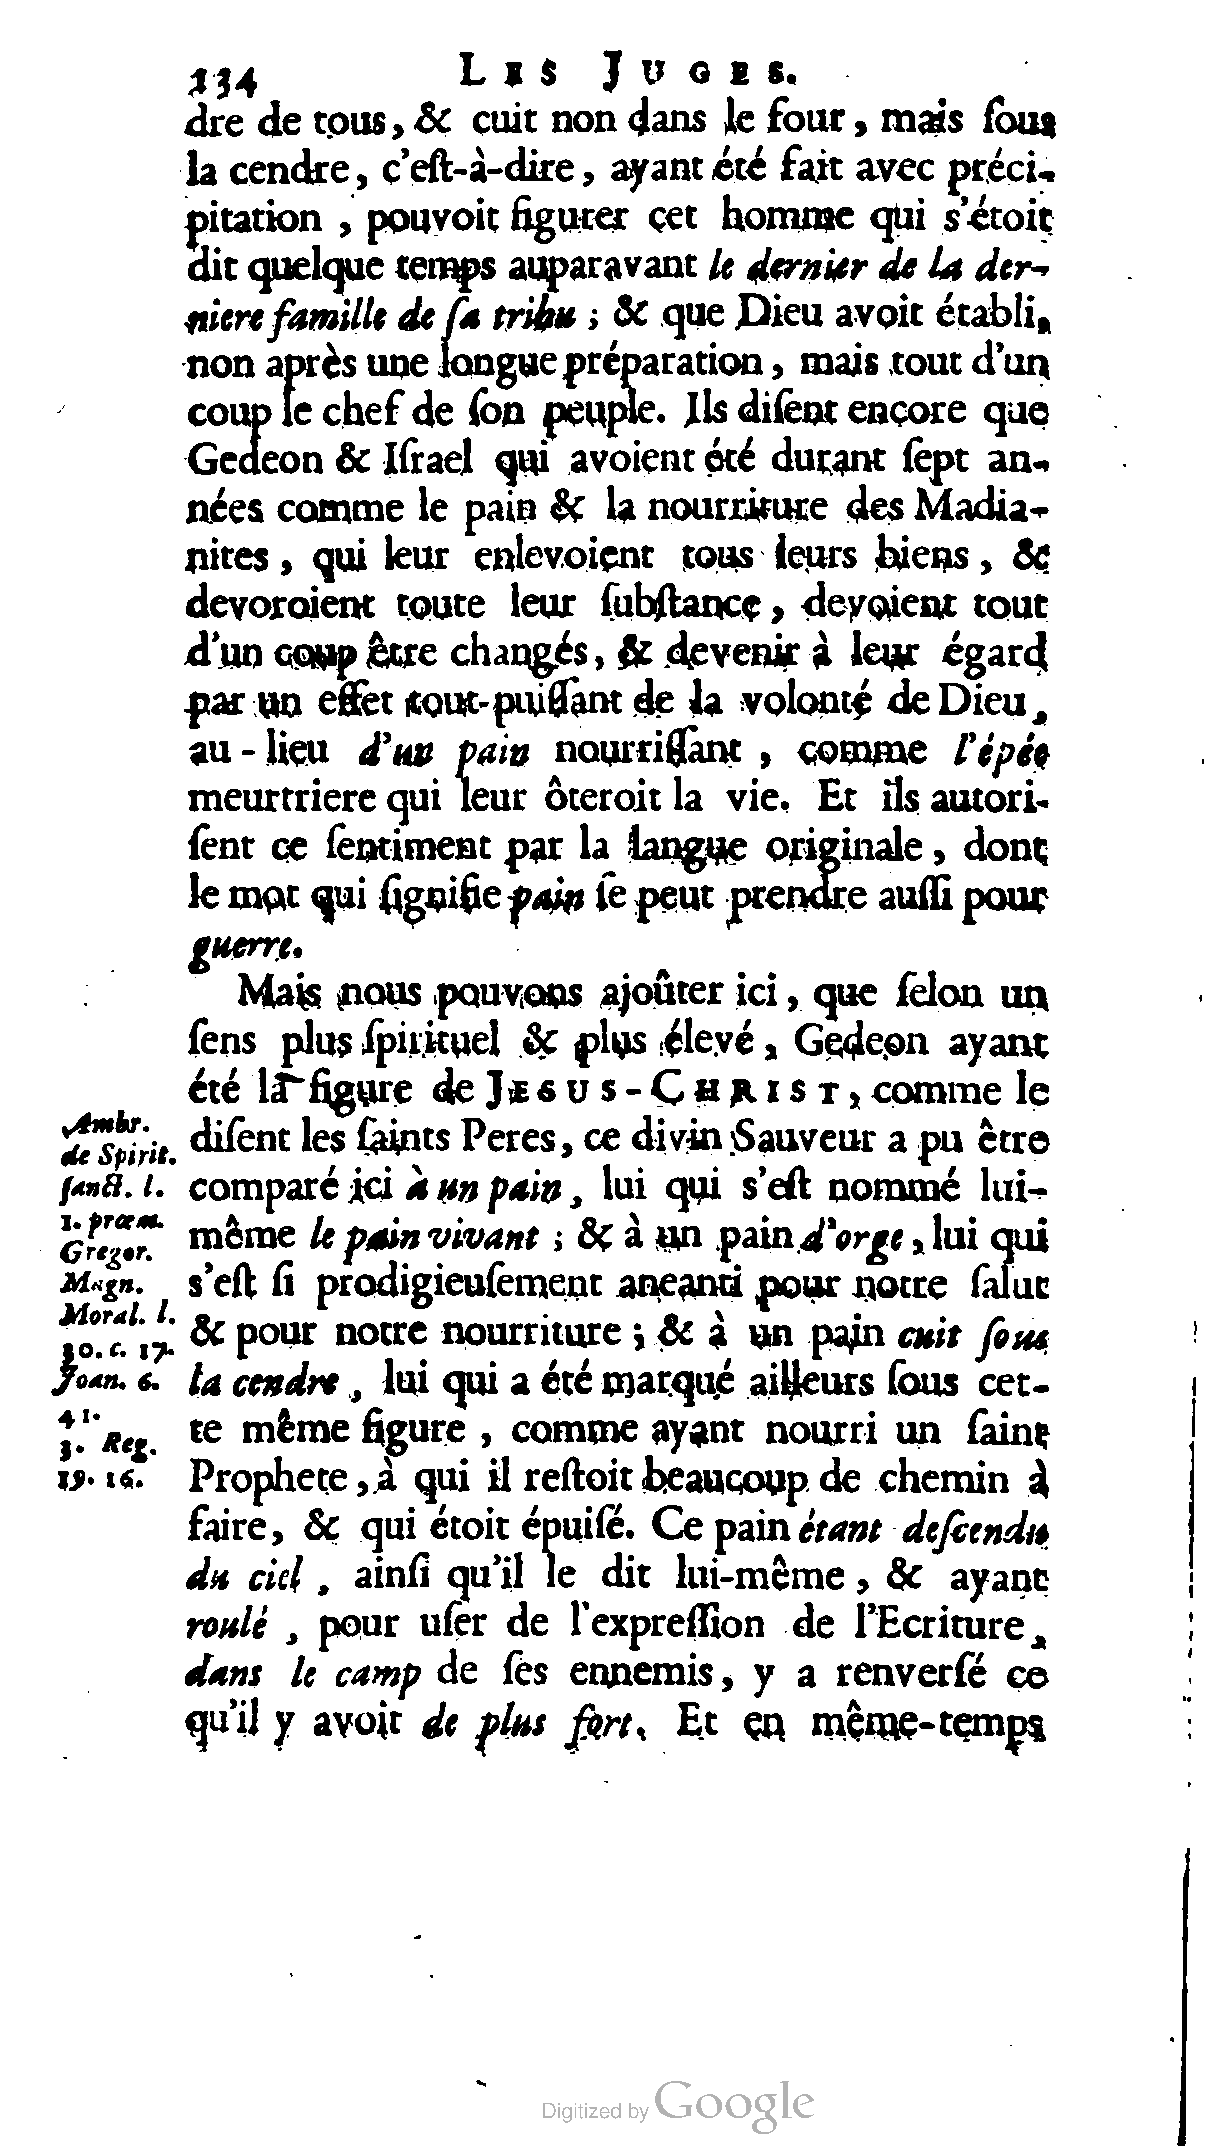 234
LES JUGES.
dre de tous, & cuit non dans le four, mais ſous
la cendre, c'eſt-à-dire, ayant été fait avec préci-
pitation, pouvoit figurer cet homme qui s'étoit
dit quelque temps auparavant le dernier de la der-
niere famille de ſa tribu ; & que Dieu avoit établi,
non après une longue préparation, mais tout d'un
coup le chef de ſon peuple. Ils diſent encore que
Gedeon & Iſrael qui avoient été durant ſept an-
nées comme le pain & la nourriture des Madia-
nites, qui leur enlevoient tous leurs biens, &
devoroient toute leur ſubſtance, devoient tout
d'un coup être changés, & devenir à leur égard
par un effet tout-puiſſant de la volonté de Dieu,
au-lieu d'un pain nourriſſant, comme l'épée
meurtriere qui leur ôteroit la vie. Et ils autori-
ſent ce ſentiment par la langue originale, dont
le mot qui ſignifie pain ſe peut prendre auſſi pour
guerre.
Mais nous pouvons ajoûter ici, que ſelon un
ſens plus ſpirituel & plus élevé, Gedeon ayant
été la figure de JESUS-CHRIST, comme le
diſent les ſaints Peres, ce divin Sauveur a pu être
comparé ici à un pain, lui qui s'eſt nommé lui-
même le pain vivant ; & à un pain d'orge, lui qui
s'eſt ſi prodigieuſement aneanti pour notre ſalut
& pour notre nourriture ; & à un pain cuit ſous
la cendre, lui qui a été marqué ailleurs ſous cet-
te même figure, comme ayant nourri un ſaint
Prophete, à qui il reſtoit beaucoup de chemin à
faire, & qui étoit épuiſé. Ce pain étant deſcendu
du ciel, ainſi qu'il le dit lui-même, & ayant
roulé, pour uſer de l'expreſſion de l'Ecriture,
dans le camp de ſes ennemis, y a renverſé ce
qu'il y avoit de plus fort. Et en même-temps
Ambr.
de Spirit.
ſanct. l.
1. proœm.
Gregor.
Magn.
Moral. l.
30. c. 17.
Joan. 6.
41.
3. Reg.
19. 16.
Digitized by Google